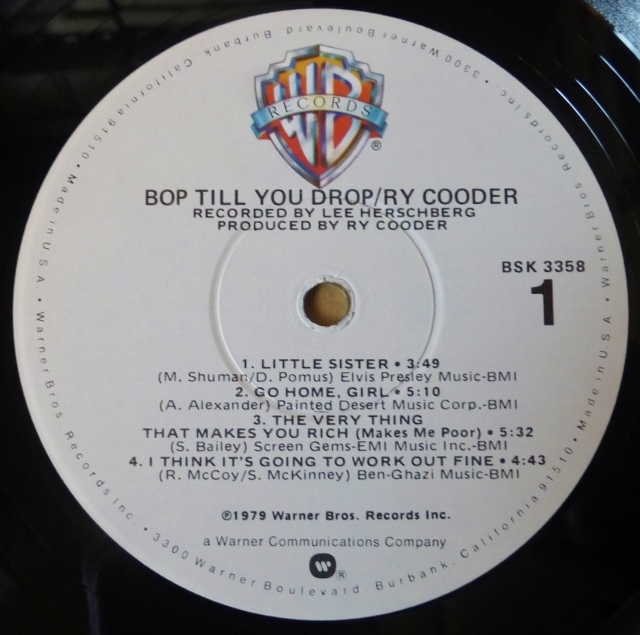 WB
RECORDS
®
BOP TILL YOU DROP/RY COODER
RECORDED BY LEE HERSCHBERG
PRODUCED BY RY COODER
BSK 3358
1
1. LITTLE SISTER • 3:49
(M. Shuman/D. Pomus) Elvis Presley Music-BMI
2. GO HOME, GIRL • 5:10
(A. Alexander) Painted Desert Music Corp.-BMI
3. THE VERY THING
THAT MAKES YOU RICH (Makes Me Poor) • 5:32
(S. Bailey) Screen Gems-EMI Music Inc.-BMI
4. I THINK IT'S GOING TO WORK OUT FINE • 4:43
(R. McCoy/S. McKinney) Ben-Ghazi Music-BMI
℗1979 Warner Bros. Records Inc.
a Warner Communications Company
®
Warner Bros. Records Inc. • 3300 Warner Boulevard, Burbank, California 91510 • Made in USA • Warner Bros Records Inc. • 3300 Warner Boulevard Burbank, California 91510 • Made in USA •